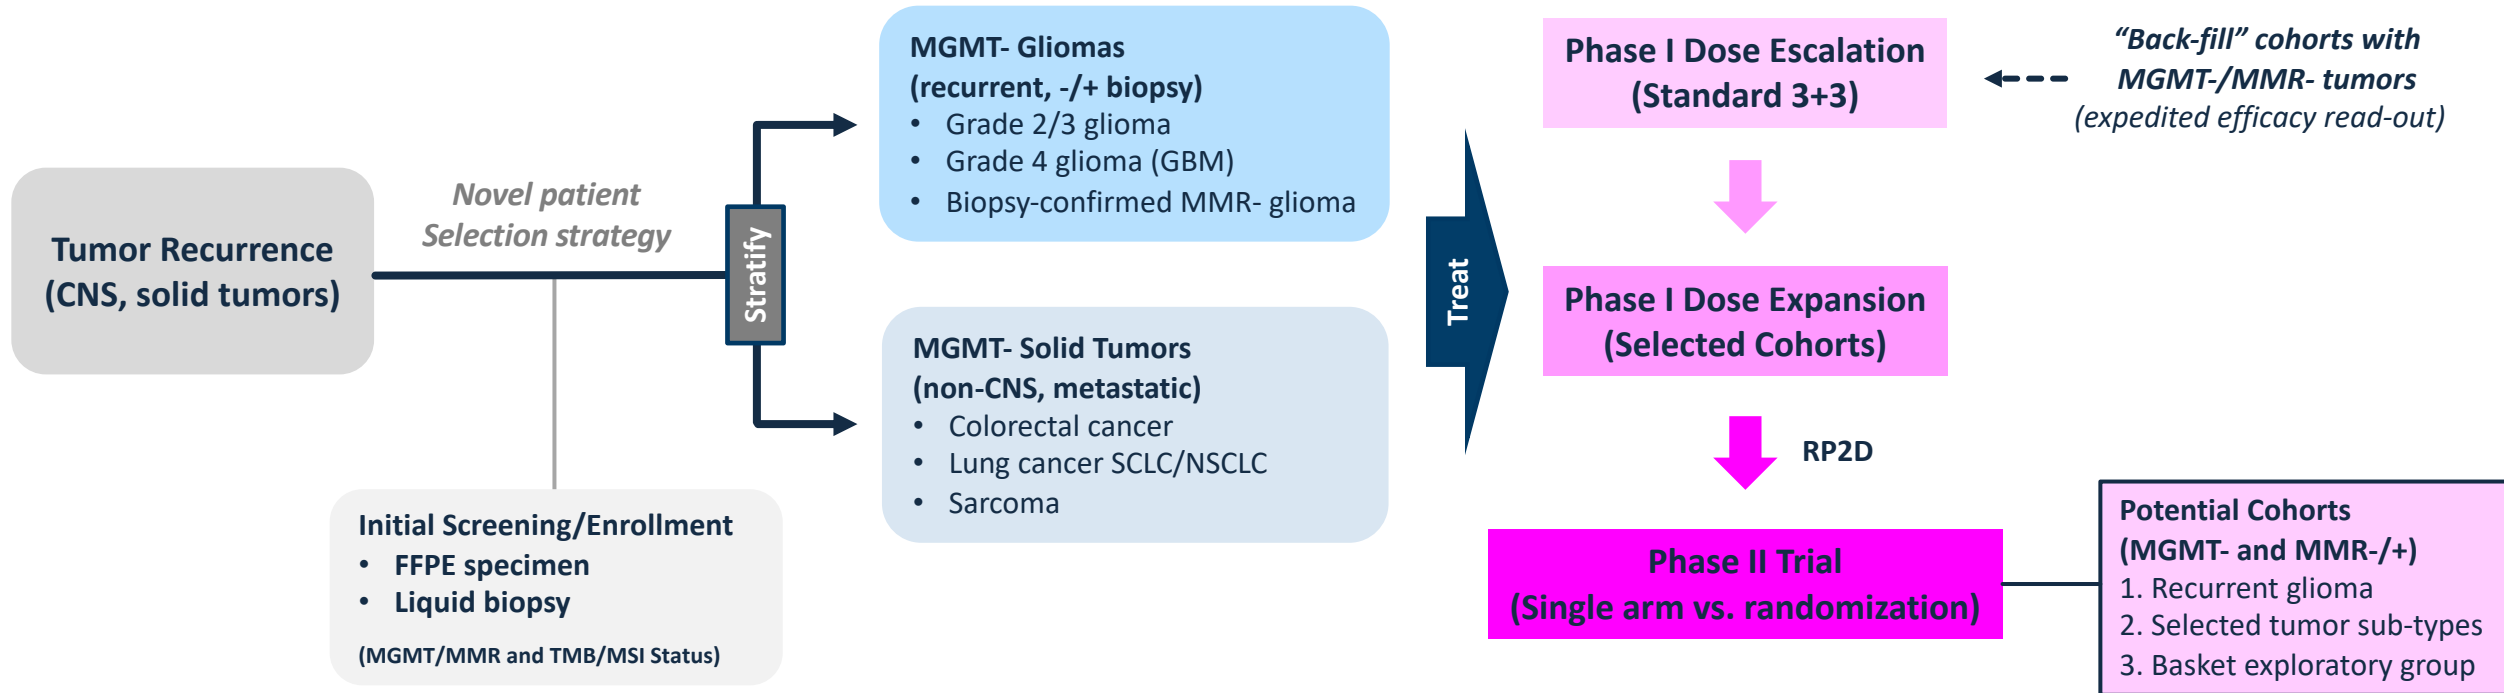 Tumor Recurrence
(CNS, solid tumors)
Novel patient
Selection strategy
Initial Screening/Enrollment
• FFPE specimen
• Liquid biopsy
(MGMT/MMR and TMB/MSI Status)
Stratify
MGMT- Gliomas
(recurrent, -/+ biopsy)
• Grade 2/3 glioma
• Grade 4 glioma (GBM)
• Biopsy-confirmed MMR- glioma
MGMT- Solid Tumors
(non-CNS, metastatic)
• Colorectal cancer
• Lung cancer SCLC/NSCLC
• Sarcoma
Treat
Phase I Dose Escalation
(Standard 3+3)
“Back-fill” cohorts with
MGMT-/MMR- tumors
(expedited efficacy read-out)
Phase I Dose Expansion
(Selected Cohorts)
RP2D
Phase II Trial
(Single arm vs. randomization)
Potential Cohorts
(MGMT- and MMR-/+)
1. Recurrent glioma
2. Selected tumor sub-types
3. Basket exploratory group